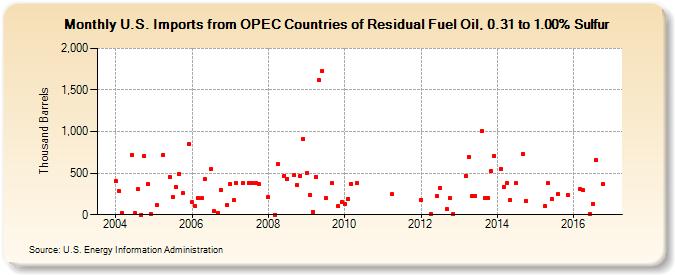 Monthly U.S. Imports from OPEC Countries of Residual Fuel Oil, 0.31 to 1.00% Sulfur
Thousand Barrels
2,000
1,500
1,000
500
0
2004 2006 2008 2010 2012 2014 2016
Source: U.S. Energy Information Administration